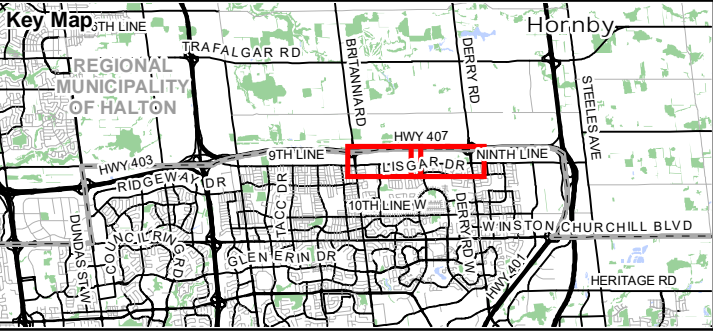 Key Map
5TH LINE
Hornby
TRAFALGAR RD
BRITANNIA RD
DERRY RD
REGIONAL
MUNICIPALITY
OF HALTON
STEELES AVE
HWY 407
9TH LINE
NINTH LINE
HWY 403
LISGAR DR
RIDGEWAY DR
TACC DR
10TH LINE W
DUNDAS ST W
COUNCIL RING RD
DERRY RD W
WINSTON CHURCHILL BLVD
GLEN ERIN DR
HWY 401
HERITAGE RD